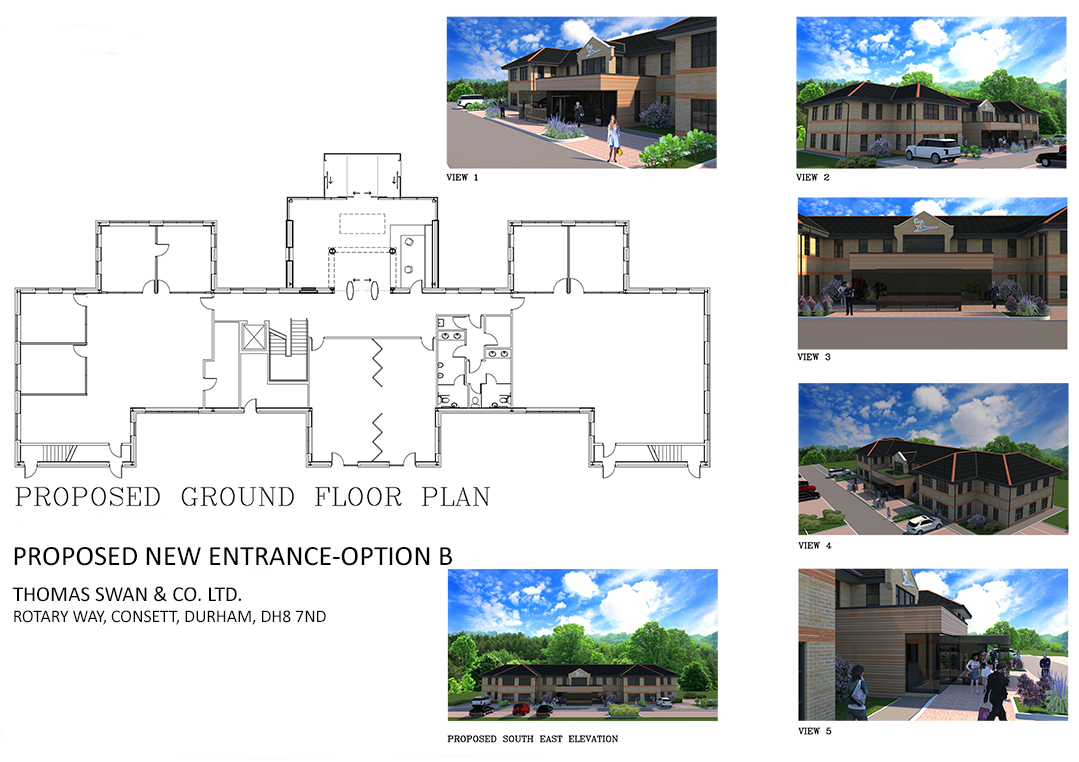 VIEW 1
VIEW 2
VIEW 3
PROPOSED GROUND FLOOR PLAN
VIEW 4
PROPOSED NEW ENTRANCE-OPTION B
THOMAS SWAN & CO. LTD.
ROTARY WAY, CONSETT, DURHAM, DH8 7ND
PROPOSED SOUTH EAST ELEVATION
VIEW 5